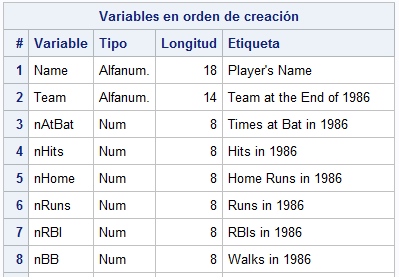 Variables en orden de creación
# Variable Tipo Longitud Etiqueta
1 Name Alfanum. 18 Player's Name
2 Team Alfanum. 14 Team at the End of 1986
3 nAtBat Num 8 Times at Bat in 1986
4 nHits Num 8 Hits in 1986
5 nHome Num 8 Home Runs in 1986
6 nRuns Num 8 Runs in 1986
7 nRBI Num 8 RBIs in 1986
8 nBB Num 8 Walks in 1986